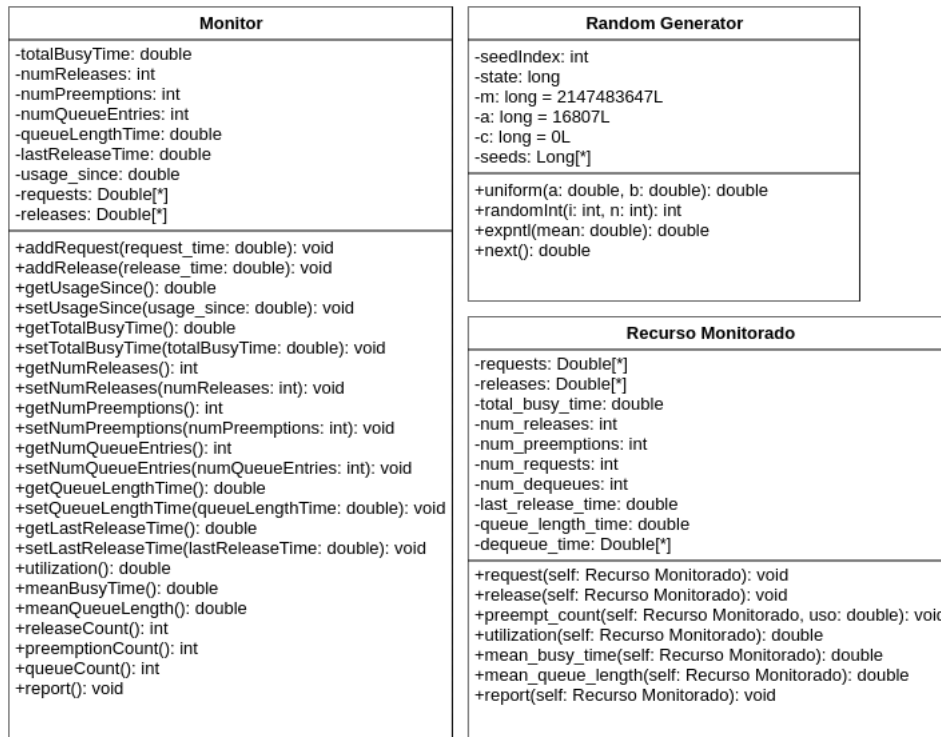 Monitor
-totalBusyTime: double
-numReleases: int
-numPreemptions: int
-numQueueEntries: int
-queueLengthTime: double
-lastReleaseTime: double
-usage_since: double
-requests: Double[*]
-releases: Double[*]
+addRequest(request_time: double): void
+addRelease(release_time: double): void
+getUsageSince(): double
+setUsageSince(usage_since: double): void
+getTotalBusyTime(): double
+setTotalBusyTime(totalBusyTime: double): void
+getNumReleases(): int
+setNumReleases(numReleases: int): void
+getNumPreemptions(): int
+setNumPreemptions(numPreemptions: int): void
+getNumQueueEntries(): int
+setNumQueueEntries(numQueueEntries: int): void
+getQueueLengthTime(): double
+setQueueLengthTime(queueLengthTime: double): void
+getLastReleaseTime(): double
+setLastReleaseTime(lastReleaseTime: double): void
+utilization(): double
+meanBusyTime(): double
+meanQueueLength(): double
+releaseCount(): int
+preemptionCount(): int
+queueCount(): int
+report(): void
Random Generator
-seedIndex: int
-state: long
-m: long = 2147483647L
-a: long = 16807L
-c: long = 0L
-seeds: Long[*]
+uniform(a: double, b: double): double
+randomInt(i: int, n: int): int
+expntl(mean: double): double
+next(): double
Recurso Monitorado
-requests: Double[*]
-releases: Double[*]
-total_busy_time: double
-num_releases: int
-num_preemptions: int
-num_requests: int
-num_dequeues: int
-last_release_time: double
-queue_length_time: double
-dequeue_time: Double[*]
+request(self: Recurso Monitorado): void
+release(self: Recurso Monitorado): void
+preempt_count(self: Recurso Monitorado, uso: double): void
+utilization(self: Recurso Monitorado): double
+mean_busy_time(self: Recurso Monitorado): double
+mean_queue_length(self: Recurso Monitorado): double
+report(self: Recurso Monitorado): void